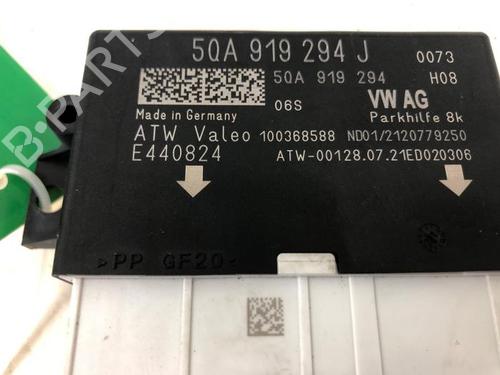 5QA 919 294 J 0073
5QA 919 294 H08
06S VW AG
Made in Germany Parkhilfe 8k
ATW Valeo 100368588 ND01/2120779250
E440824 ATW-00128.07.21ED020306
>PP GF20<